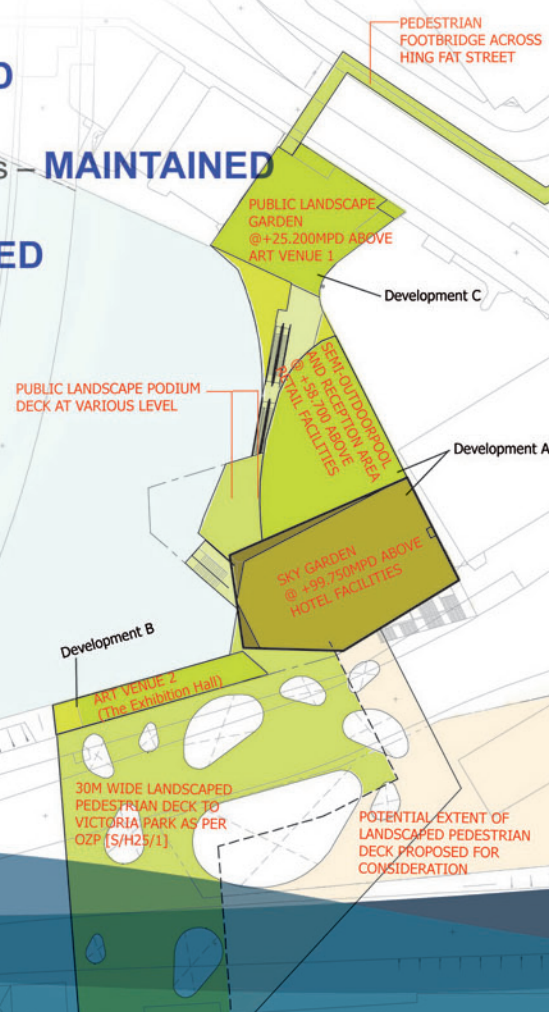 PEDESTRIAN
FOOTBRIDGE ACROSS
HING FAT STREET
D
s – MAINTAINED
ED
PUBLIC LANDSCAPE
GARDEN
@+25.200MPD ABOVE
ART VENUE 1
Development C
SEMI-OUTDOORPOOL
AND RECEPTION AREA
@ +58.700 ABOVE
RETAIL FACILITIES
PUBLIC LANDSCAPE PODIUM
DECK AT VARIOUS LEVEL
Development A
SKY GARDEN
@ +99.750MPD ABOVE
HOTEL FACILITIES
Development B
ART VENUE 2
(The Exhibition Hall)
30M WIDE LANDSCAPED
PEDESTRIAN DECK TO
VICTORIA PARK AS PER
OZP [S/H25/1]
POTENTIAL EXTENT OF
LANDSCAPED PEDESTRIAN
DECK PROPOSED FOR
CONSIDERATION